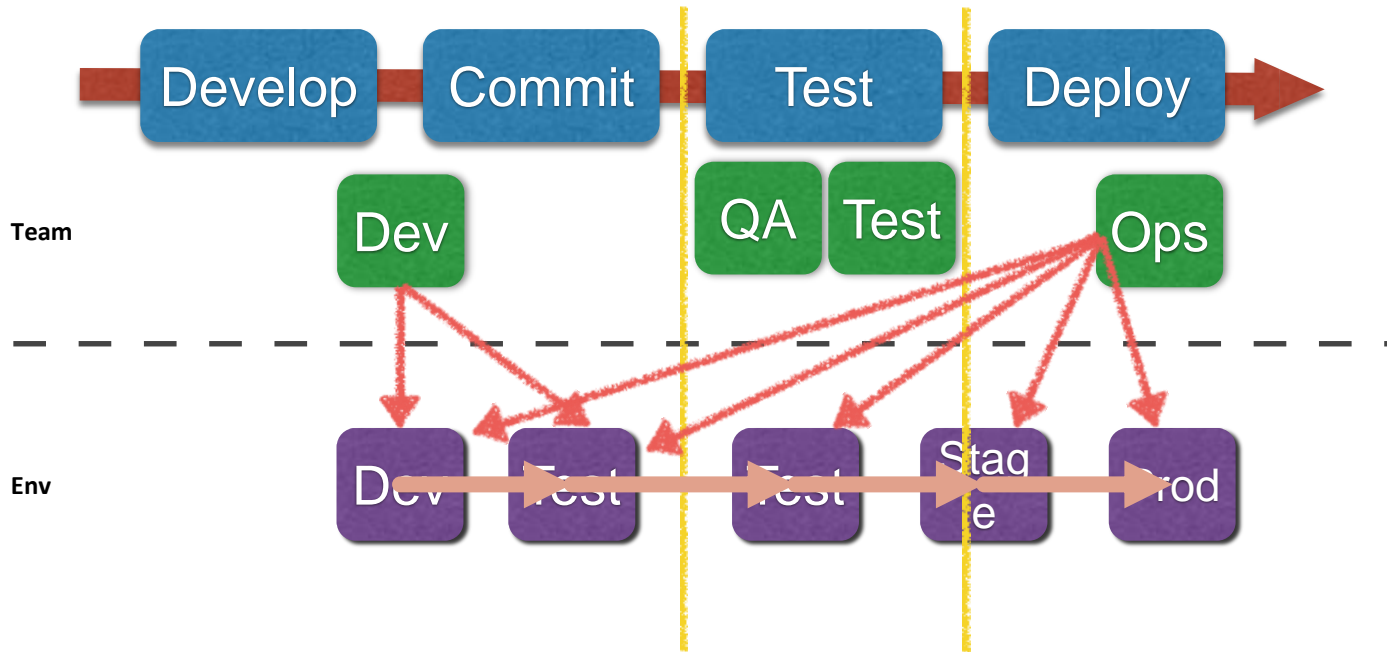 Develop
Commit
Test
Deploy
Team
Dev
QA
Test
Ops
Env
Dev
Test
Test
Stag
e
Prod